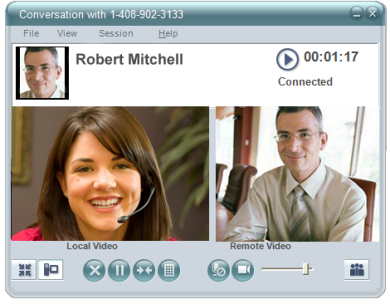 Conversation with 1-408-902-3133
File View Session Help
Robert Mitchell
00:01:17
Connected
Local Video
Remote Video